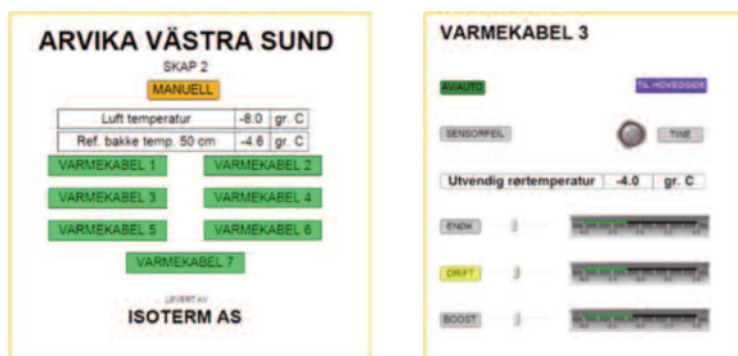 ARVIKA VÄSTRA SUND
SKAP 2
MANUELL
Luft temperatur -8.0 gr. C
Ref. bakke temp. 50 cm -4.6 gr. C
VARMEKABEL 1 VARMEKABEL 2
VARMEKABEL 3 VARMEKABEL 4
VARMEKABEL 5 VARMEKABEL 6
VARMEKABEL 7
LEVERT AV
ISOTERM AS
VARMEKABEL 3
AV/AUTO TIL HOVEDSIDE
SENSORFEIL TINE
Utvendig rørtemperatur -4.0 gr. C
ENØK
DRIFT
BOOST